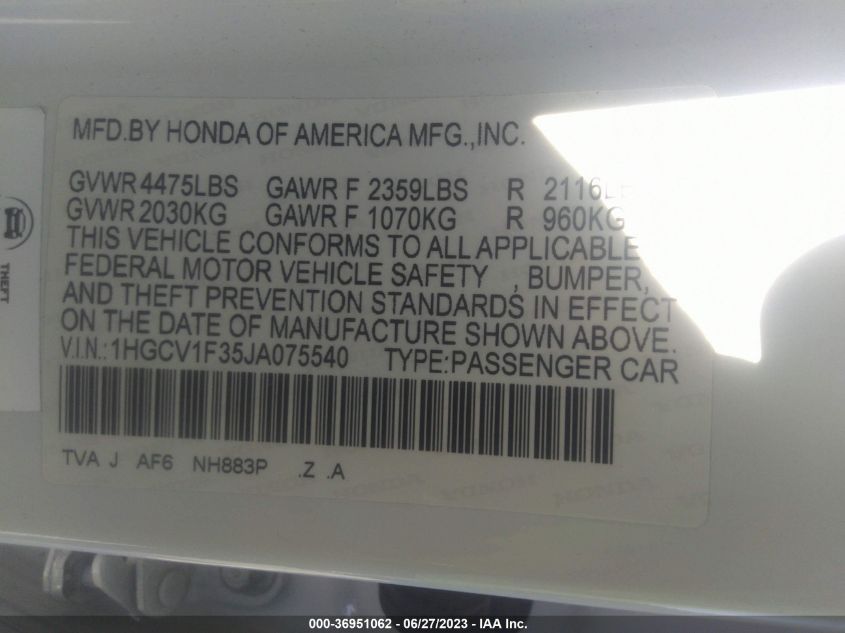 MFD.BY HONDA OF AMERICA MFG.,INC.
GVWR 4475LBS GAWR F 2359LBS R 2116LB
GVWR 2030KG GAWR F 1070KG R 960KG
THIS VEHICLE CONFORMS TO ALL APPLICABLE
FEDERAL MOTOR VEHICLE SAFETY , BUMPER,
AND THEFT PREVENTION STANDARDS IN EFFECT
ON THE DATE OF MANUFACTURE SHOWN ABOVE.
V.I.N.:1HGCV1F35JA075540 TYPE:PASSENGER CAR
TVA J AF6 NH883P .Z .A
THEFT
000-36951062 / 06/27/2023 / IAA Inc.